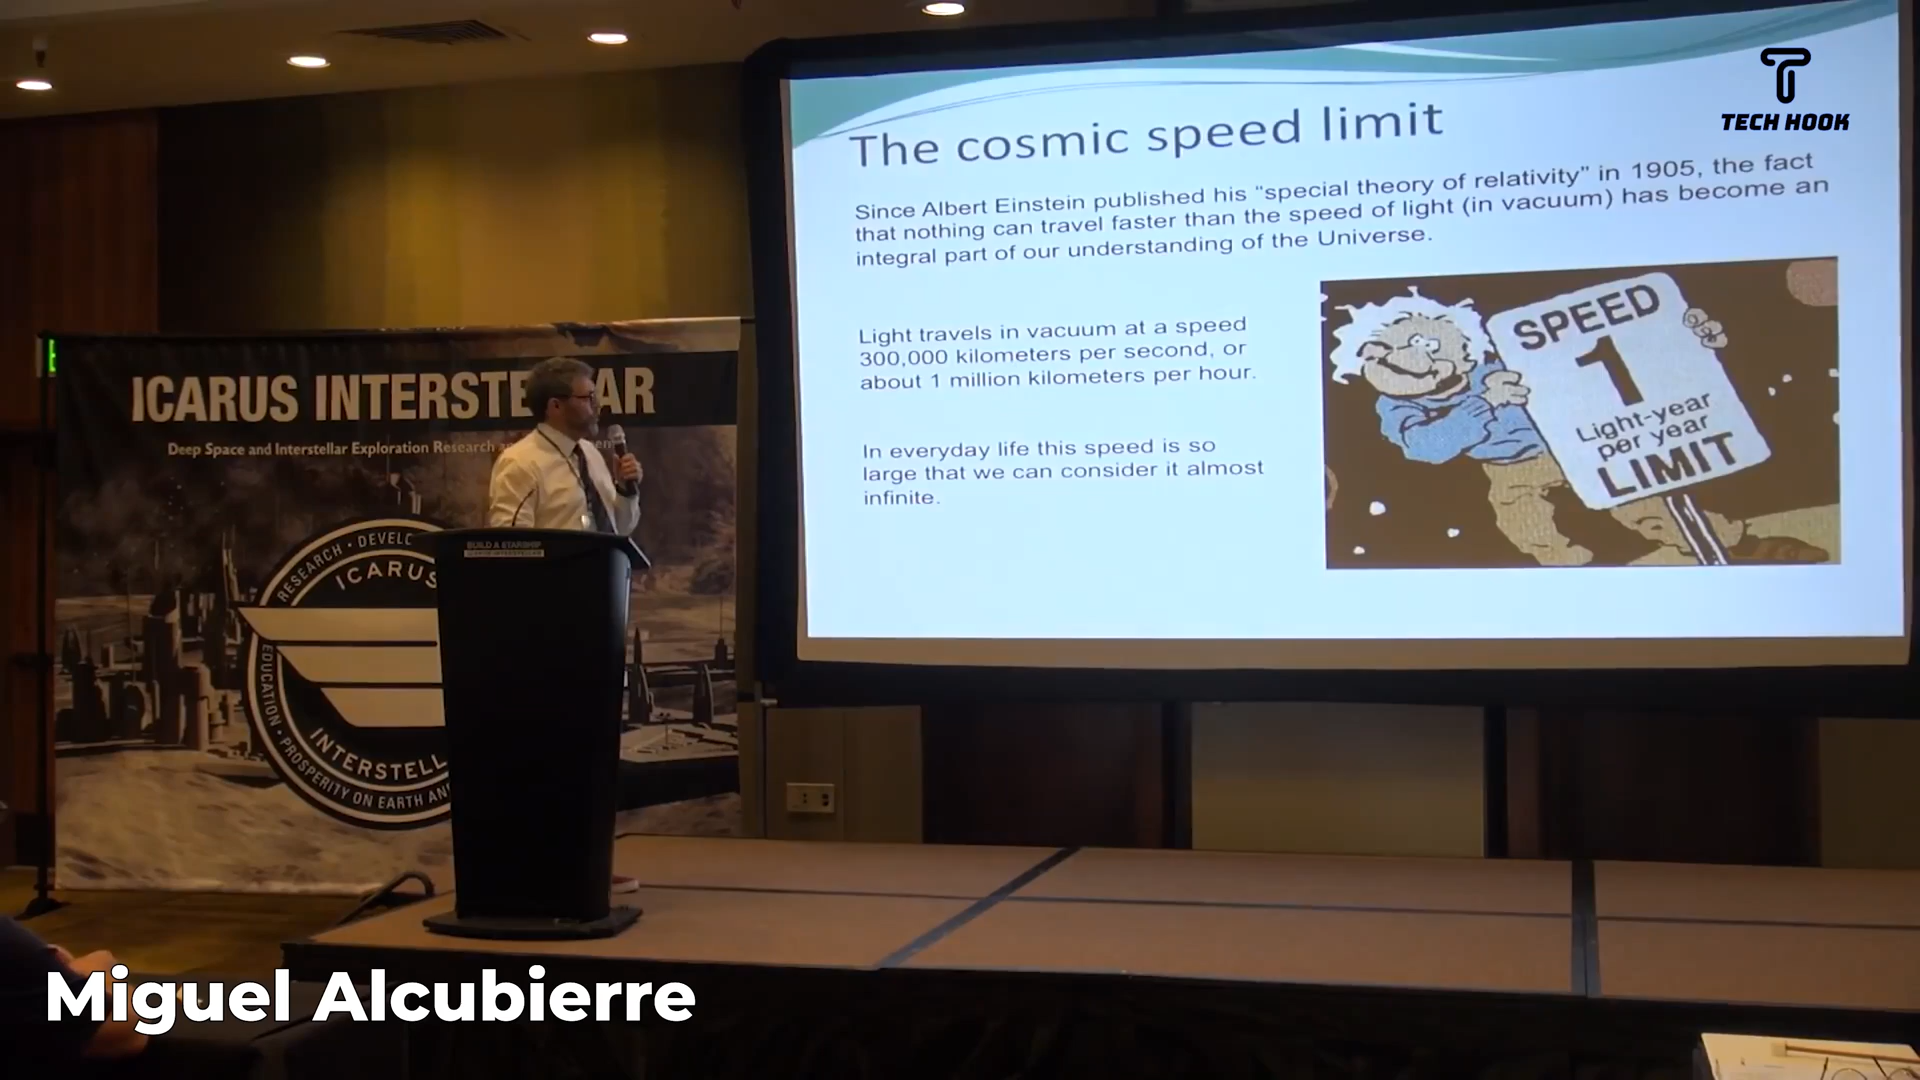 TECH HOOK
The cosmic speed limit
Since Albert Einstein published his "special theory of relativity" in 1905, the fact
that nothing can travel faster than the speed of light (in vacuum) has become an
integral part of our understanding of the Universe.
Light travels in vacuum at a speed
300,000 kilometers per second, or
about 1 million kilometers per hour.
In everyday life this speed is so
large that we can consider it almost
infinite.
SPEED
1
Light-year
per year
LIMIT
ICARUS INTERSTE AR
Deep Space and Interstellar Exploration Research
RESEARCH • DEVELO
ICARUS
EDUCATION • PROSPERITY ON EARTH AN
INTERSTELL
BUILD A STARSHIP
Miguel Alcubierre